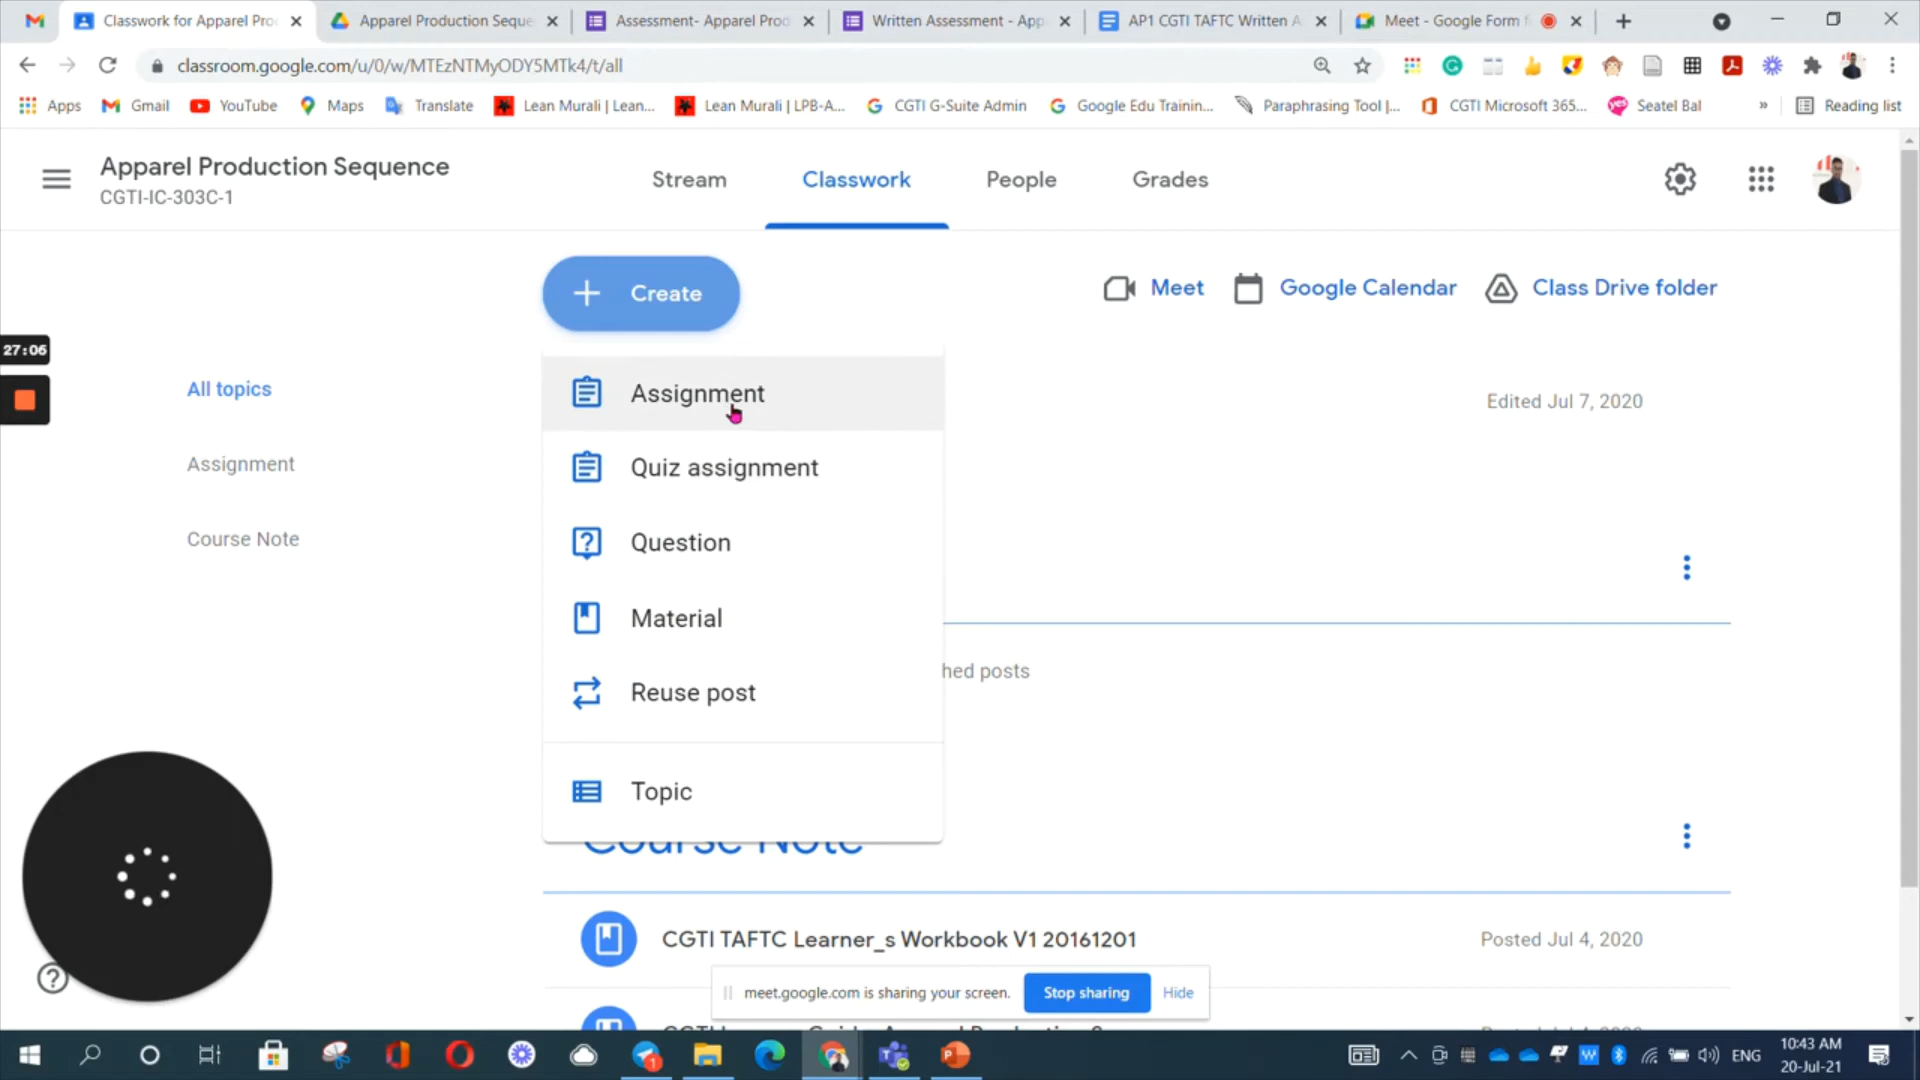 Classwork for Apparel Pro
Apparel Production Seque
Assessment- Apparel Prod
Written Assessment - App
AP1 CGTI TAFTC Written A
Meet - Google Form f
classroom.google.com/u/0/w/MTEzNTMyODY5MTk4/t/all
Apps
Gmail
YouTube
Maps
Translate
Lean Murali | Lean...
Lean Murali | LPB-A...
CGTI G-Suite Admin
Google Edu Trainin...
Paraphrasing Tool |...
CGTI Microsoft 365...
Seatel Bal
»
Reading list
Apparel Production Sequence
CGTI-IC-303C-1
Stream
Classwork
People
Grades
Create
Meet
Google Calendar
Class Drive folder
27:06
All topics
Assignment
Course Note
Assignment
Quiz assignment
Question
Material
Reuse post
Topic
Edited Jul 7, 2020
hed posts
Course Note
CGTI TAFTC Learner_s Workbook V1 20161201
Posted Jul 4, 2020
meet.google.com is sharing your screen.
Stop sharing
Hide
ENG
10:43 AM
20-Jul-21